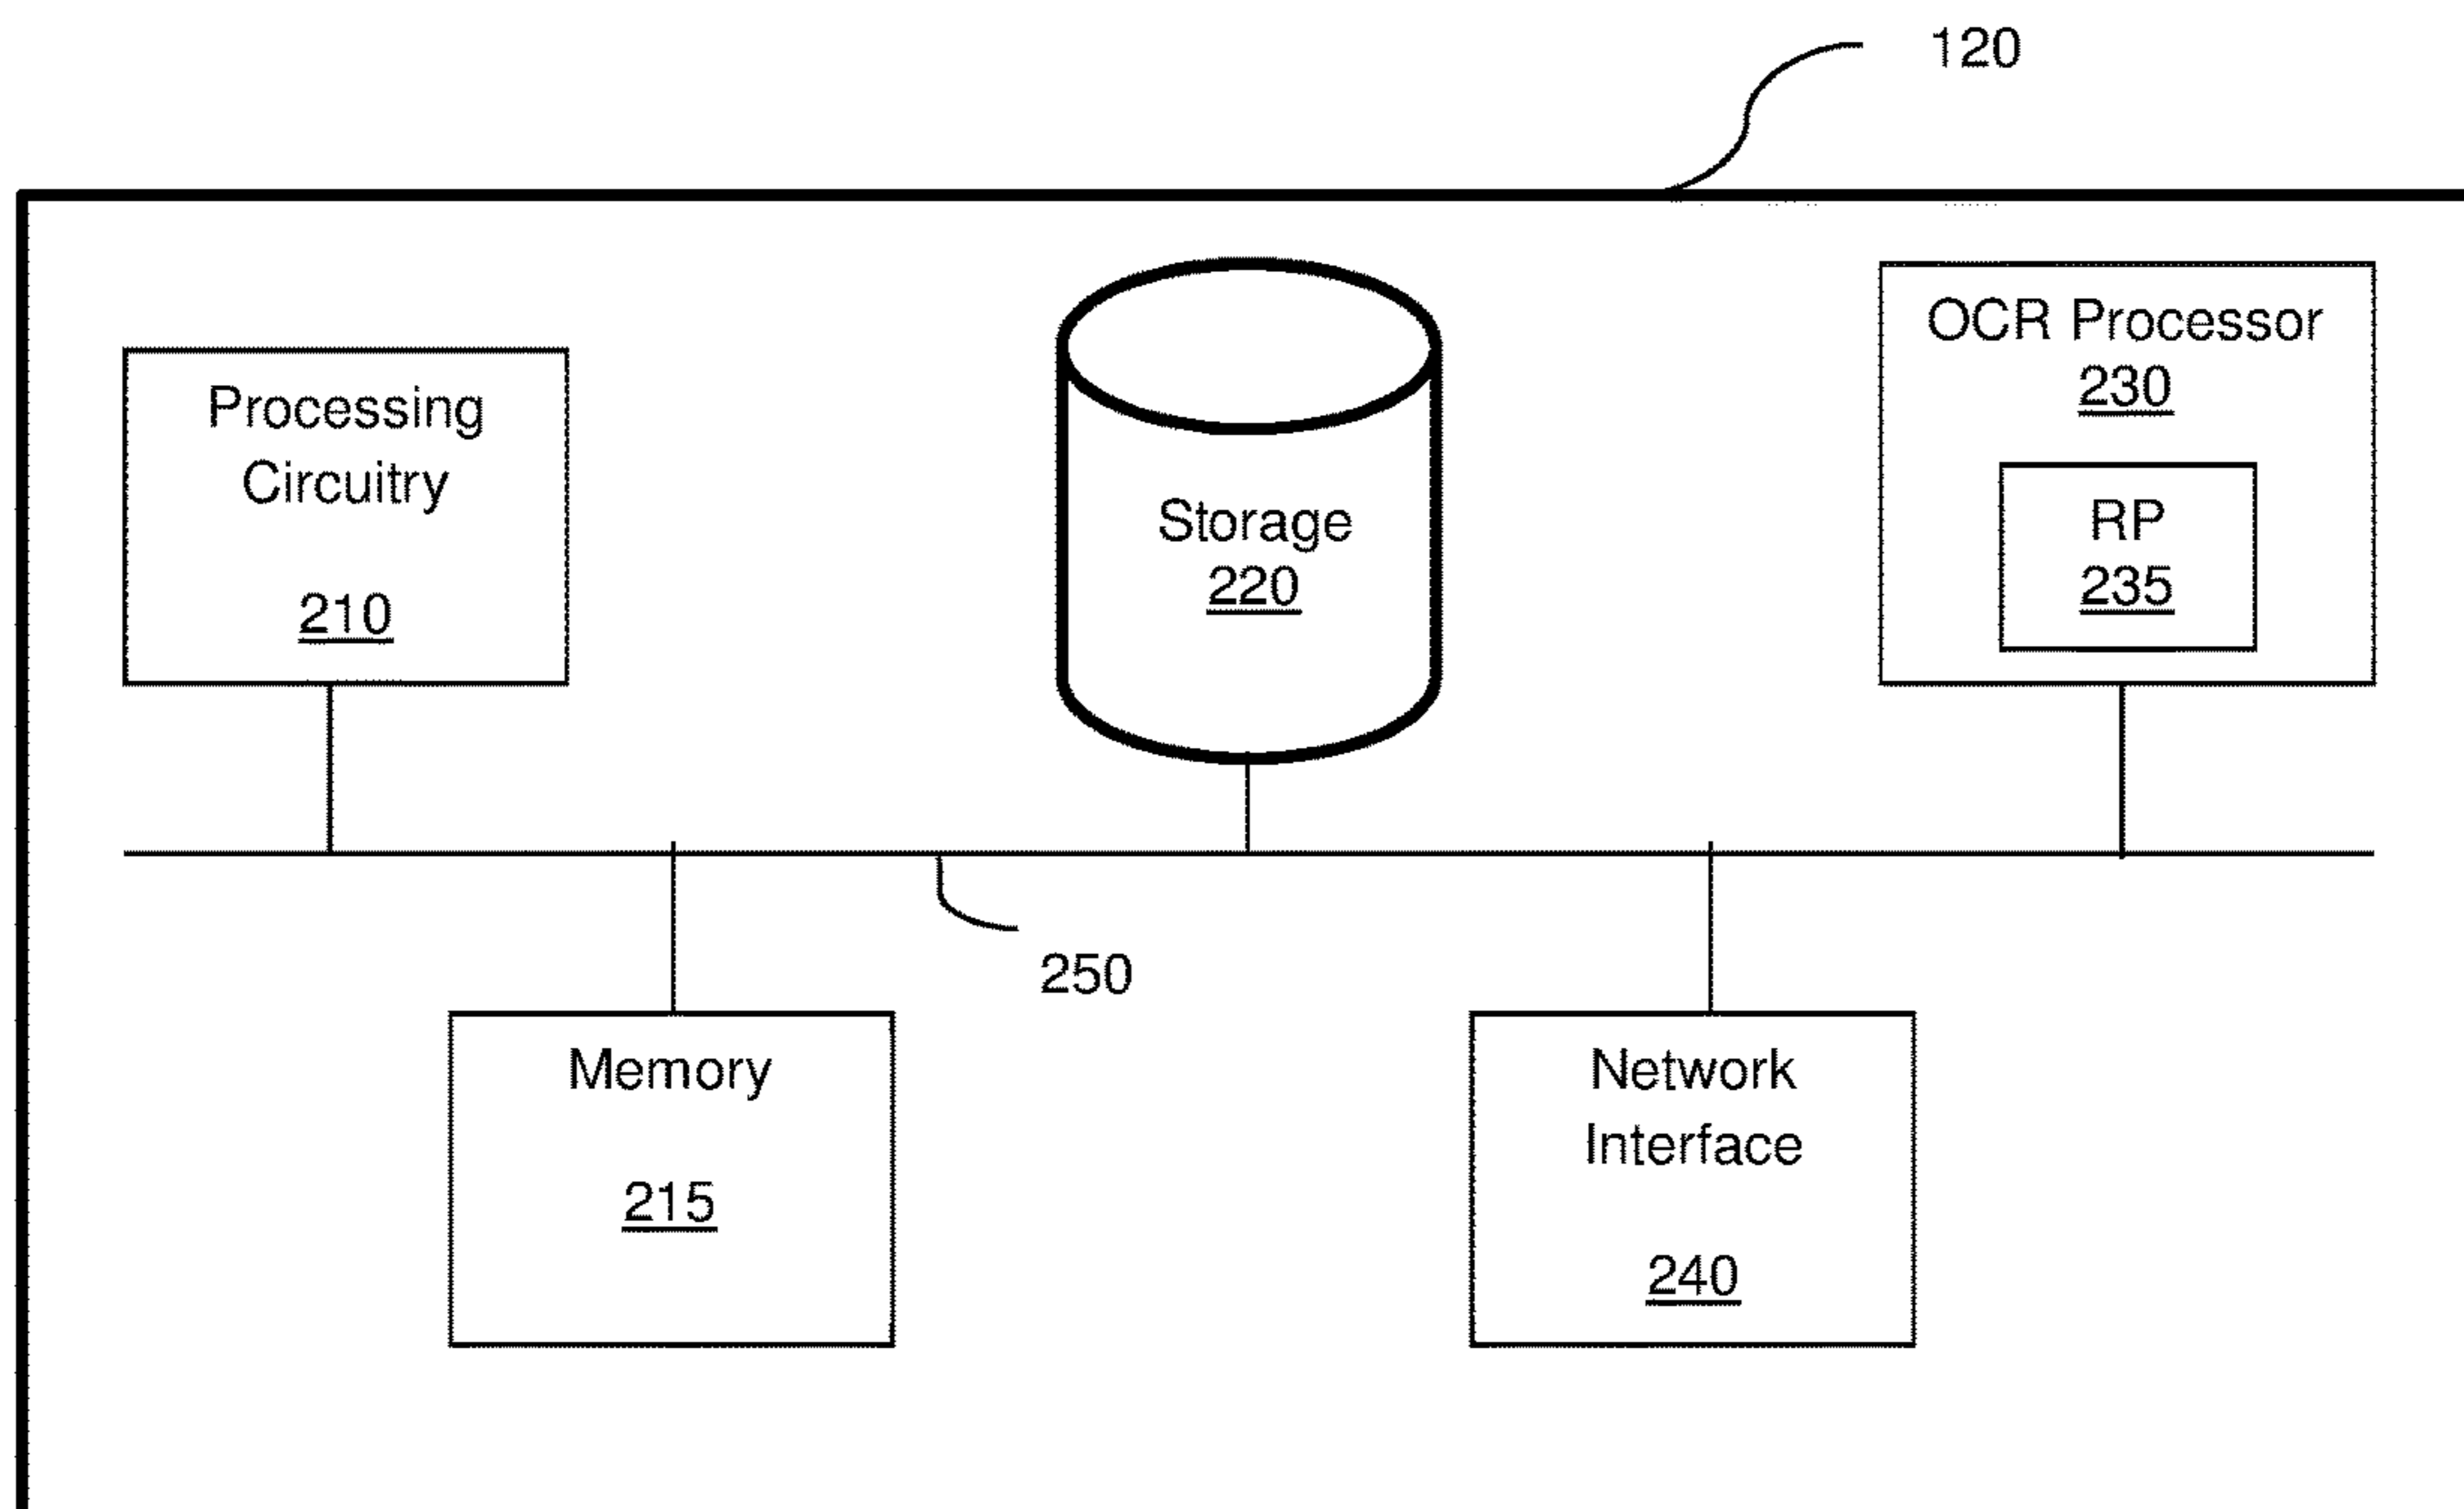 120
Processing
Circuitry
210
Storage
220
OCR Processor
230
RP
235
250
Memory
215
Network
Interface
240